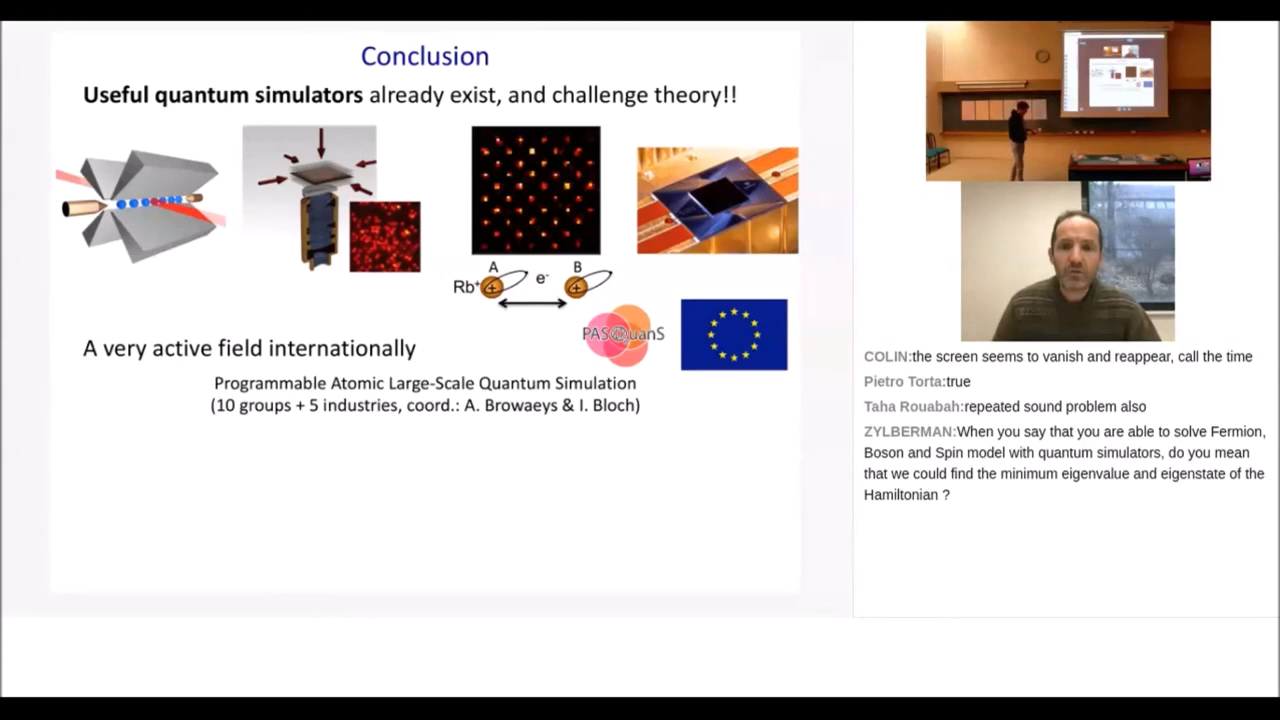 Conclusion
Useful quantum simulators already exist, and challenge theory!!
A
B
Rb+
e-
PASQuanS
A very active field internationally
Programmable Atomic Large-Scale Quantum Simulation
(10 groups + 5 industries, coord.: A. Browaeys & I. Bloch)
COLIN:the screen seems to vanish and reappear, call the time
Pietro Torta:true
Taha Rouabah:repeated sound problem also
ZYLBERMAN:When you say that you are able to solve Fermion,
Boson and Spin model with quantum simulators, do you mean
that we could find the minimum eigenvalue and eigenstate of the
Hamiltonian ?